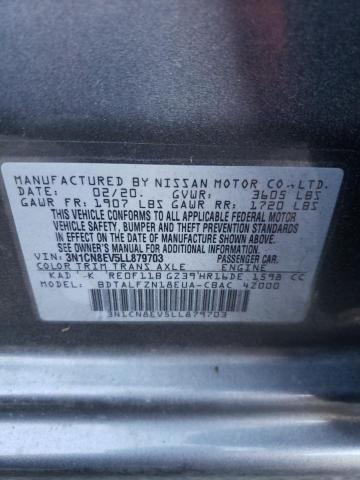 MANUFACTURED BY NISSAN MOTOR CO.,LTD.
DATE: 02/20. GVWR: 3605 LBS
GAWR FR: 1907 LBS GAWR RR: 1720 LBS
THIS VEHICLE CONFORMS TO ALL APPLICABLE FEDERAL MOTOR
VEHICLE SAFETY, BUMPER AND THEFT PREVENTION STANDARDS
IN EFFECT ON THE DATE OF MANUFACTURE SHOWN ABOVE.
SEE OWNER'S MANUAL FOR ADDITIONAL INFORMATION
VIN: 3N1CN8EV5LL879703 PASSENGER CAR.
COLOR TRIM TRANS AXLE ENGINE
KAD K RE0F11B GZ39 HR16DE 1598 CC
MODEL: BDTALFZN18EUA-CBAC 4Z000
3N1CN8EV5LL879703